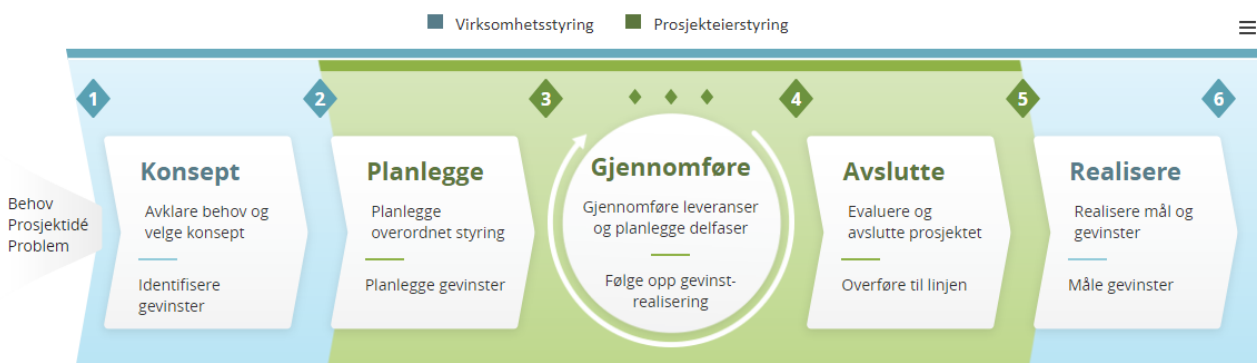 Virksomhetsstyring
Prosjekteierstyring
1
2
3
4
5
6
Behov
Prosjektidé
Problem
Konsept
Avklare behov og
velge konsept
Identifisere
gevinster
Planlegge
Planlegge
overordnet styring
Planlegge gevinster
Gjennomføre
Gjennomføre leveranser
og planlegge delfaser
Følge opp gevinst-
realisering
Avslutte
Evaluere og
avslutte prosjektet
Overføre til linjen
Realisere
Realisere mål og
gevinster
Måle gevinster